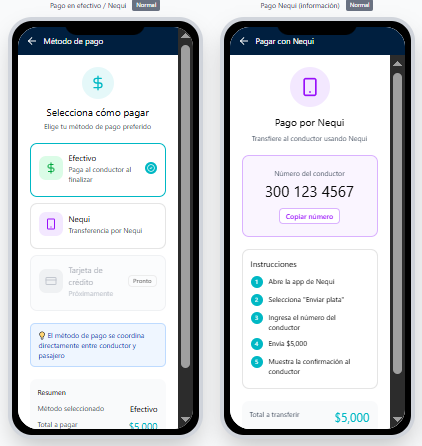 Pago en efectivo / Nequi
Normal
Método de pago
Selecciona cómo pagar
Elige tu método de pago preferido
Efectivo
Paga al conductor al
finalizar
Nequi
Transferencia por Nequi
Tarjeta de
crédito
Próximamente
Pronto
El método de pago se coordina
directamente entre conductor y
pasajero
Resumen
Método seleccionado
Efectivo
Total a pagar
$5,000
Pago Nequi (información)
Normal
Pagar con Nequi
Pago por Nequi
Transfiere al conductor usando Nequi
Número del conductor
300 123 4567
Copiar número
Instrucciones
1 Abre la app de Nequi
2 Selecciona "Enviar plata"
3 Ingresa el número del
conductor
4 Envía $5,000
5 Muestra la confirmación al
conductor
Total a transferir
$5,000